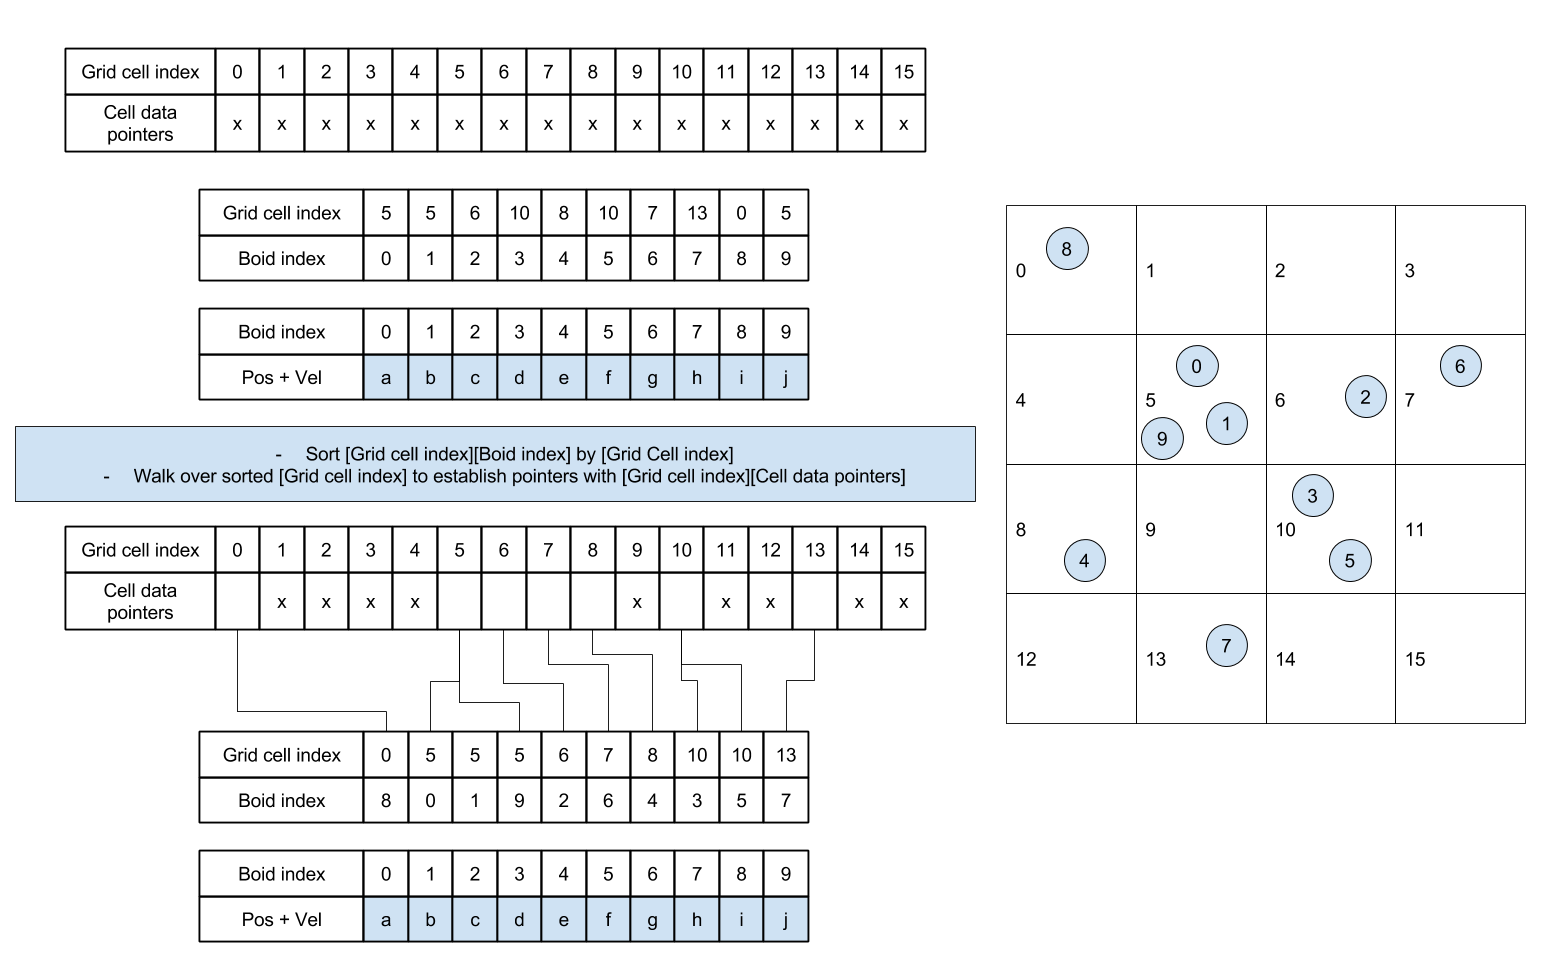 Grid cell index 0 1 2 3 4 5 6 7 8 9 10 11 12 13 14 15
Cell data
pointers x x x x x x x x x x x x x x x x
Grid cell index 5 5 6 10 8 10 7 13 0 5
Boid index 0 1 2 3 4 5 6 7 8 9
Boid index 0 1 2 3 4 5 6 7 8 9
Pos + Vel a b c d e f g h i j
- Sort [Grid cell index][Boid index] by [Grid Cell index]
- Walk over sorted [Grid cell index] to establish pointers with [Grid cell index][Cell data pointers]
Grid cell index 0 1 2 3 4 5 6 7 8 9 10 11 12 13 14 15
Cell data
pointers x x x x x x x x x
Grid cell index 0 5 5 5 6 7 8 10 10 13
Boid index 8 0 1 9 2 6 4 3 5 7
Boid index 0 1 2 3 4 5 6 7 8 9
Pos + Vel a b c d e f g h i j
8
0 1 2 3
0 6
2
4 5 6 7
1
9
3
8 9 10 11
4 5
7
12 13 14 15